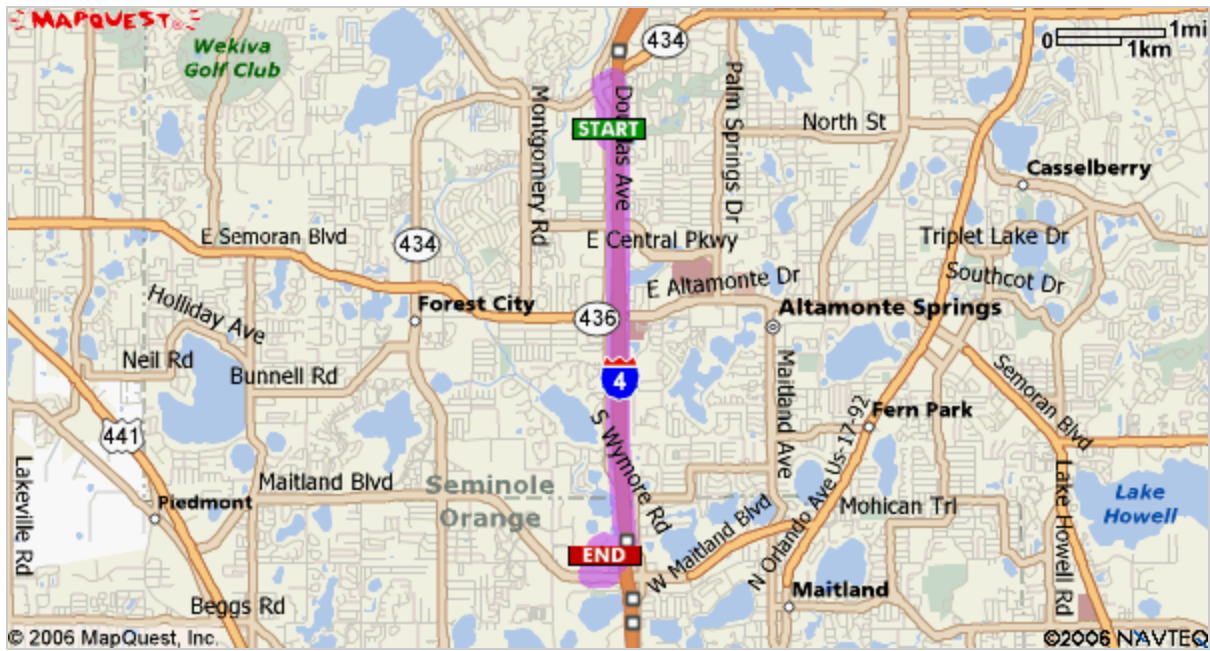 MAPQUEST
Wekiva
Golf Club
434
0
1mi
1km
Montgomery Rd
START
Douglas Ave
Palm Springs Dr
North St
Casselberry
E Semoran Blvd
434
E Central Pkwy
Triplet Lake Dr
Southcot Dr
E Altamonte Dr
Holliday Ave
Forest City
436
Altamonte Springs
Neil Rd
Bunnell Rd
4
Maitland Ave
Semoran Blvd
441
S Wymore Rd
Fern Park
Lakeville Rd
Piedmont
Maitland Blvd
Seminole
Orange
W Maitland Blvd
N Orlando Ave Us-17-92
Mohican Trl
Lake Howell Rd
Lake
Howell
END
Beggs Rd
Maitland
© 2006 MapQuest, Inc.
©2006 NAVTEQ